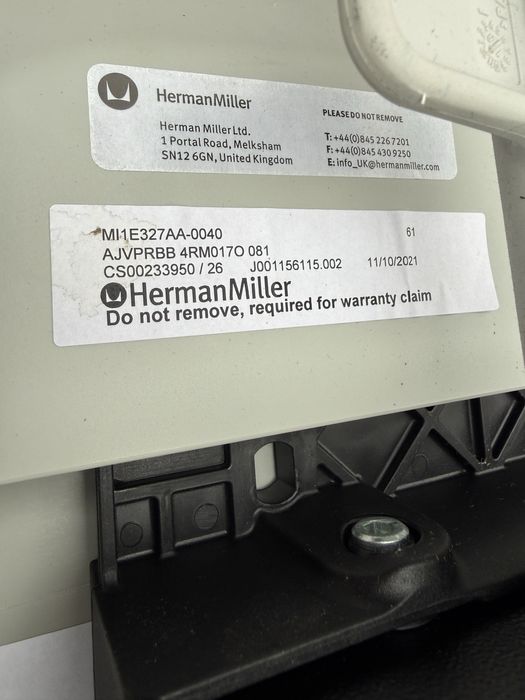 HermanMiller
PLEASE DO NOT REMOVE
Herman Miller Ltd.
1 Portal Road, Melksham
SN12 6GN, United Kingdom
T: +44(0)845 226 7201
F: +44(0)845 430 9250
E: info_UK@hermanmiller.com
MI1E327AA-0040 61
AJVPRBB 4RM017O 081
CS00233950 / 26 J001156115.002 11/10/2021
HermanMiller
Do not remove, required for warranty claim